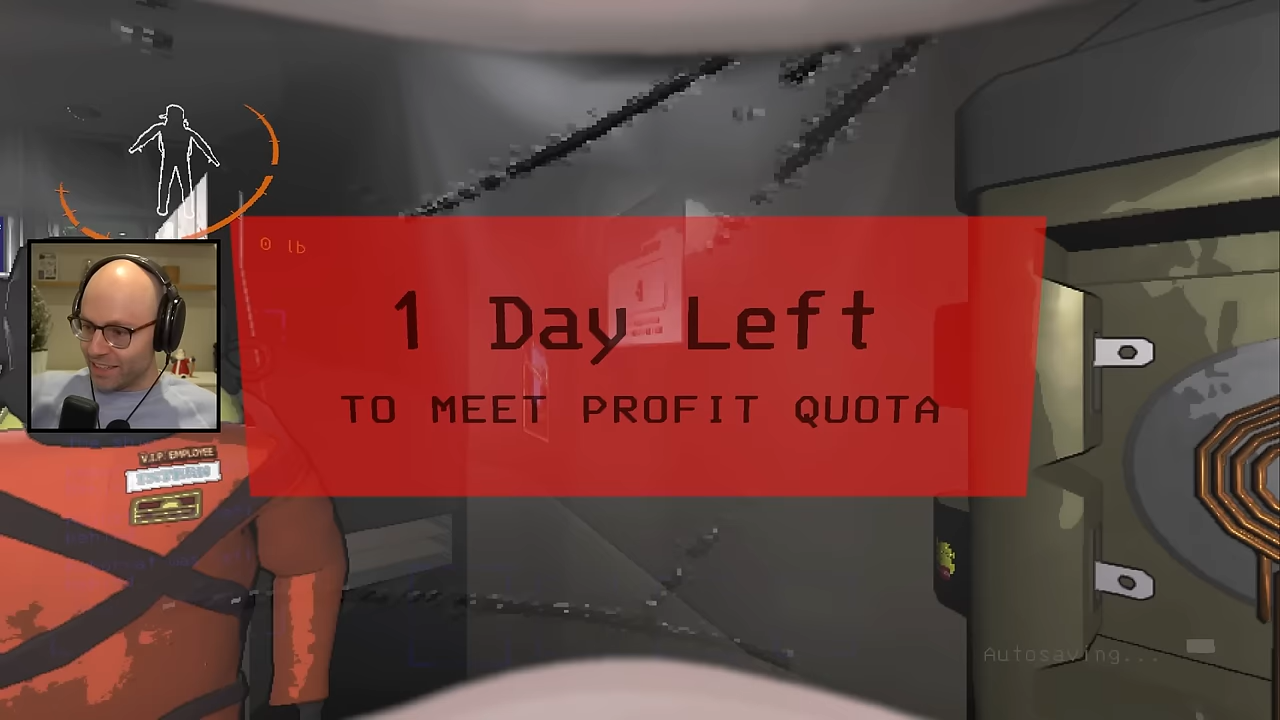 0 lb
1 Day Left
TO MEET PROFIT QUOTA
V.I.P. EMPLOYEE
Autosaving...